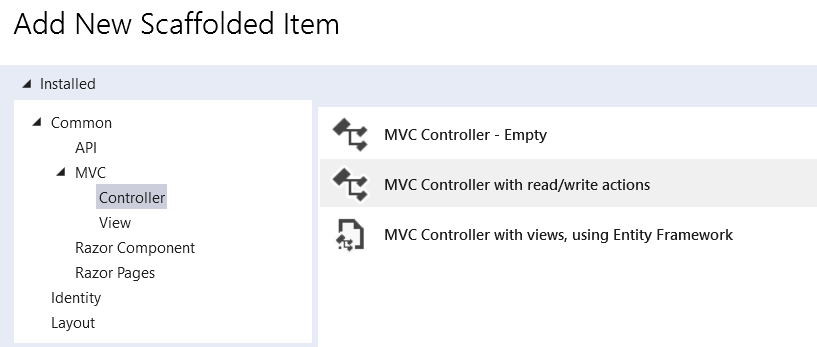 Add New Scaffolded Item
Installed
Common
API
MVC
Controller
View
Razor Component
Razor Pages
Identity
Layout
MVC Controller - Empty
MVC Controller with read/write actions
MVC Controller with views, using Entity Framework